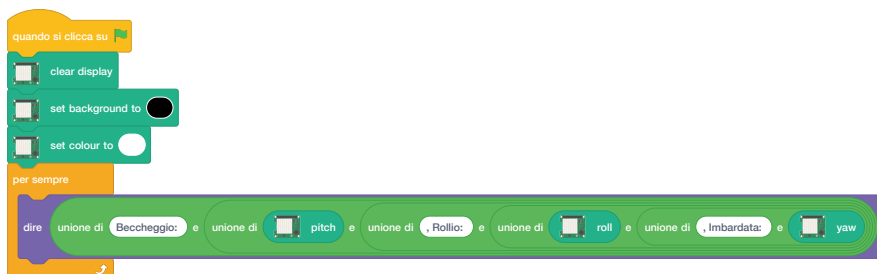 quando si clicca su
clear display
set background to
set colour to
per sempre
dire unione di Beccheggio: e unione di pitch e unione di , Rollio: e unione di roll e unione di , Imbardata: e yaw